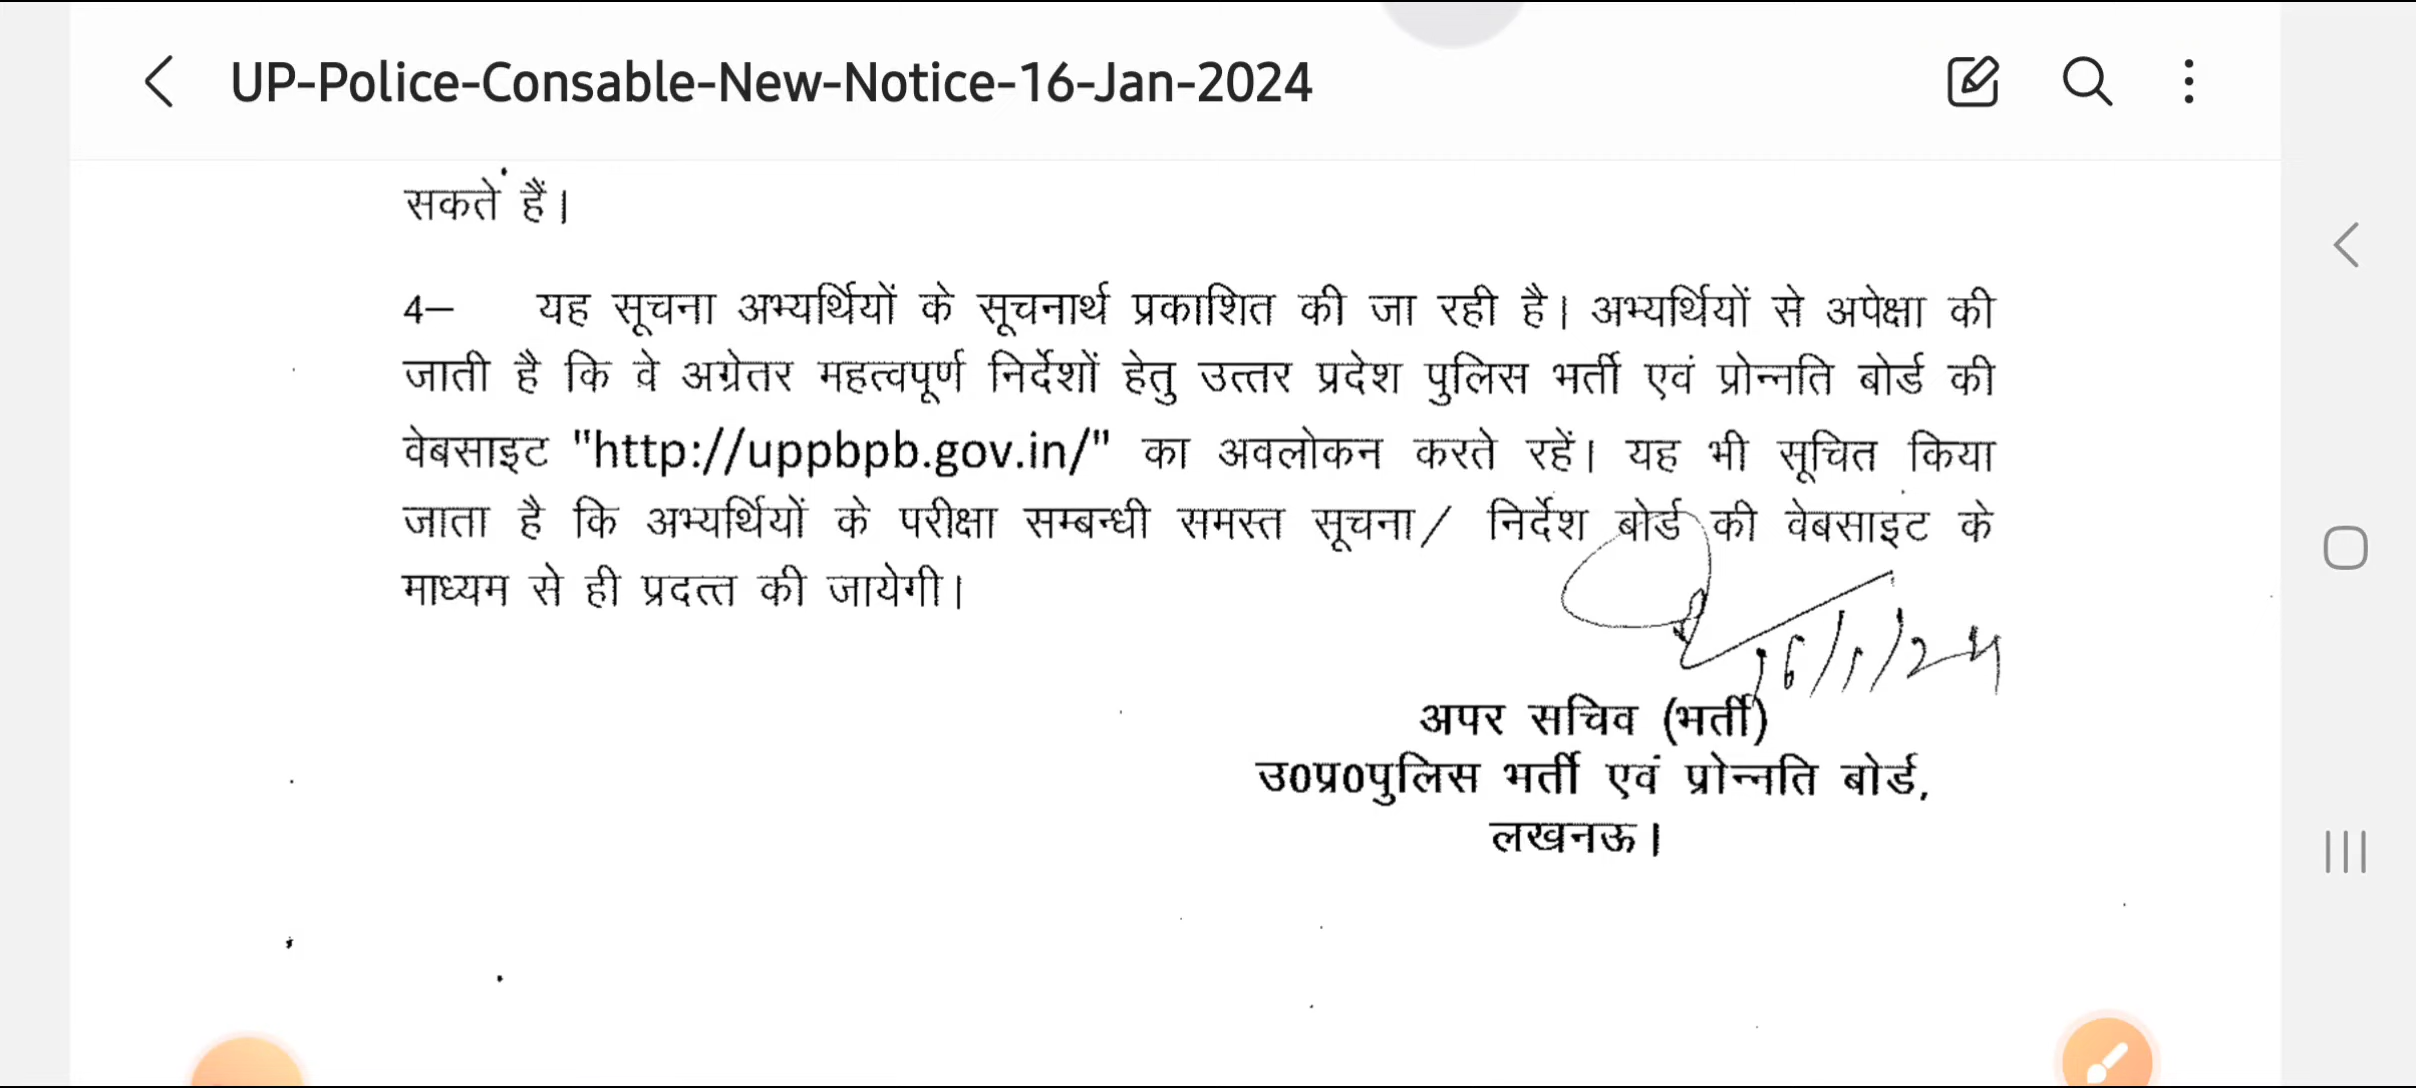 UP-Police-Consable-New-Notice-16-Jan-2024
सकते हैं।
4— यह सूचना अभ्यर्थियों के सूचनार्थ प्रकाशित की जा रही है। अभ्यर्थियों से अपेक्षा की
जाती है कि वे अग्रेतर महत्वपूर्ण निर्देशों हेतु उत्तर प्रदेश पुलिस भर्ती एवं प्रोन्नति बोर्ड की
वेबसाइट "http://uppbpb.gov.in/" का अवलोकन करते रहें। यह भी सूचित किया
जाता है कि अभ्यर्थियों के परीक्षा सम्बन्धी समस्त सूचना/ निर्देश बोर्ड की वेबसाइट के
माध्यम से ही प्रदत्त की जायेगी।
16/1/24
अपर सचिव (भर्ती)
उ0प्र0पुलिस भर्ती एवं प्रोन्नति बोर्ड,
लखनऊ।